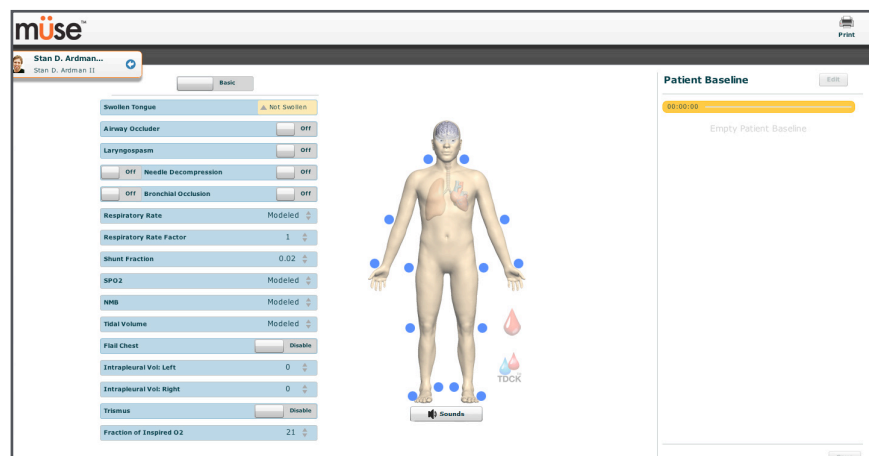 müse™
Print
Stan D. Ardman...
Stan D. Ardman II
Basic
Swollen Tongue Not Swollen
Airway Occluder Off
Laryngospasm Off
Off Needle Decompression Off
Off Bronchial Occlusion Off
Respiratory Rate Modeled
Respiratory Rate Factor 1
Shunt Fraction 0.02
SPO2 Modeled
NMB Modeled
Tidal Volume Modeled
Flail Chest Disable
Intrapleural Vol: Left 0
Intrapleural Vol: Right 0
Trismus Disable
Fraction of Inspired O2 21
TDCK
Sounds
Patient Baseline Edit
00:00:00
Empty Patient Baseline